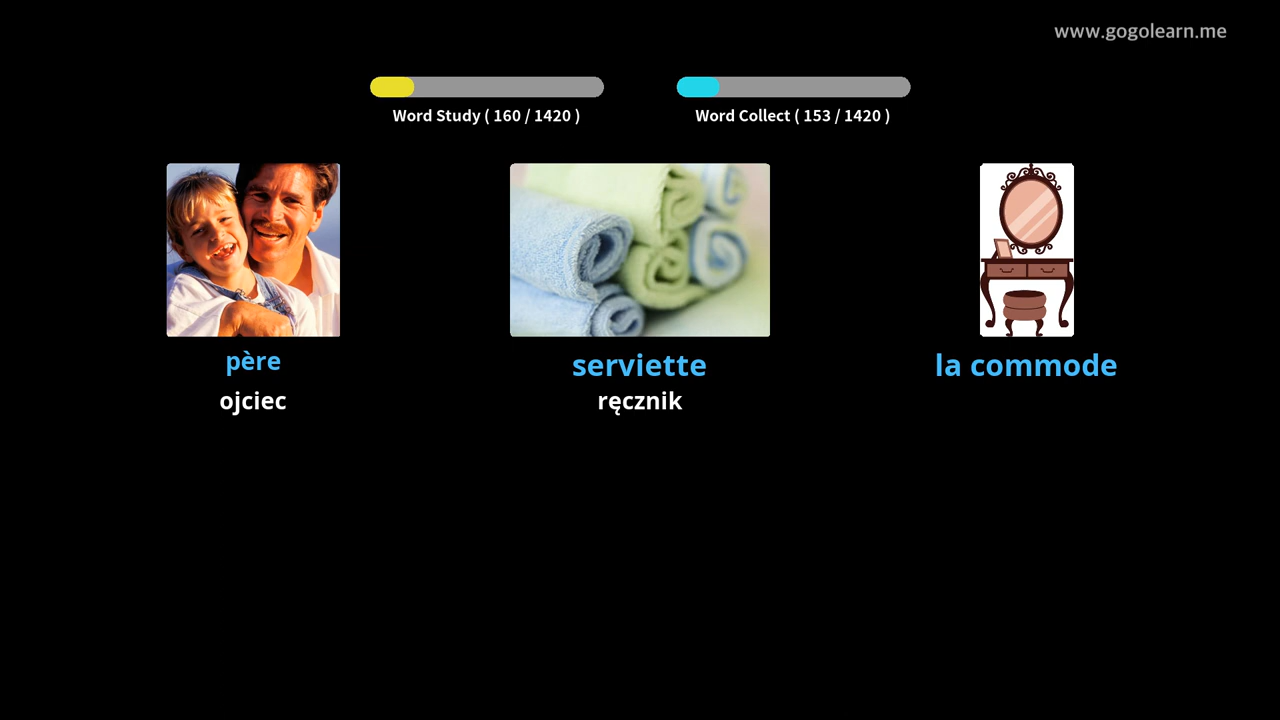 www.gogolearn.me
Word Study ( 160 / 1420 )
Word Collect ( 153 / 1420 )
père
serviette
la commode
ojciec
ręcznik